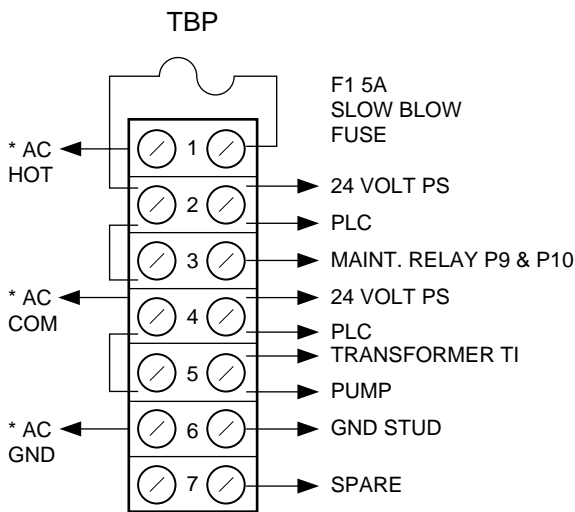 TBP
F1 5A
SLOW BLOW
FUSE
* AC
HOT
1
24 VOLT PS
2
PLC
3
MAINT. RELAY P9 & P10
* AC
COM
24 VOLT PS
4
PLC
TRANSFORMER TI
5
PUMP
* AC
GND
6
GND STUD
7
SPARE